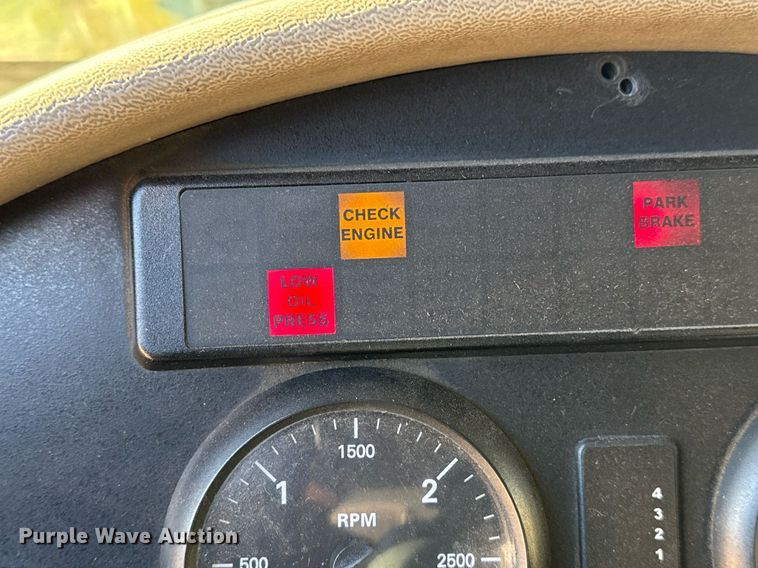 CHECK
ENGINE
PARK
BRAKE
LOW
OIL
PRESS
1500
1
2
RPM
500
2500
4
3
2
1
Purple Wave Auction